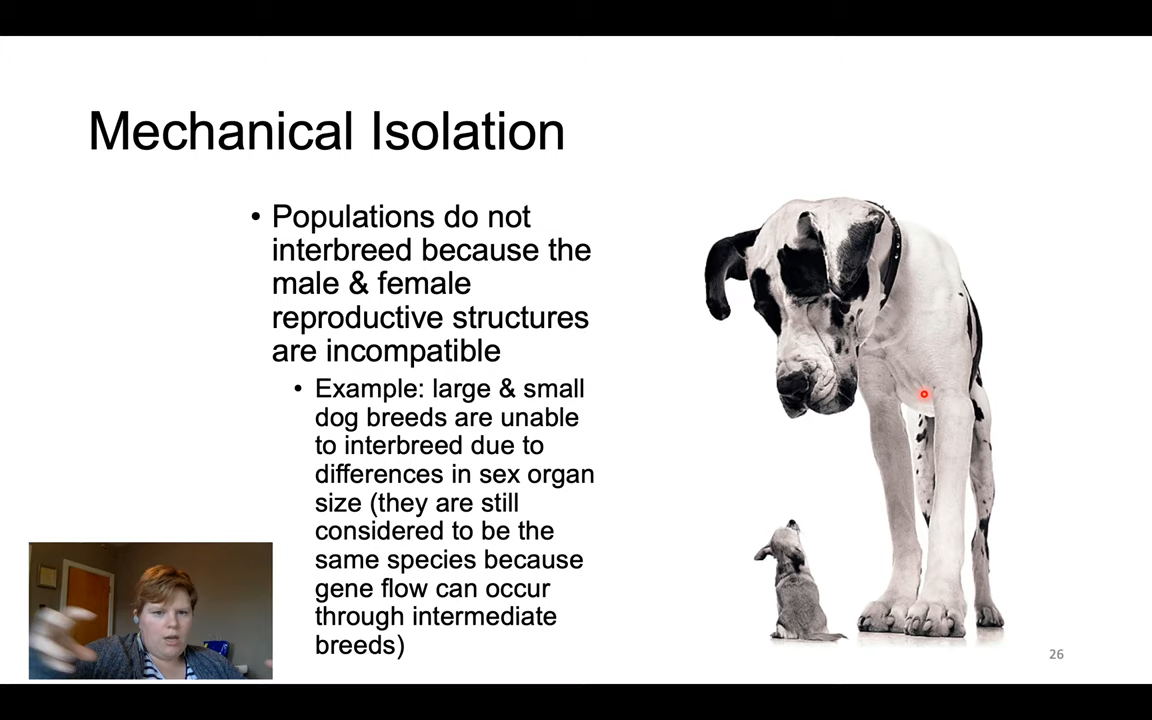 Mechanical Isolation
• Populations do not
interbreed because the
male & female
reproductive structures
are incompatible
• Example: large & small
dog breeds are unable
to interbreed due to
differences in sex organ
size (they are still
considered to be the
same species because
gene flow can occur
through intermediate
breeds)
26